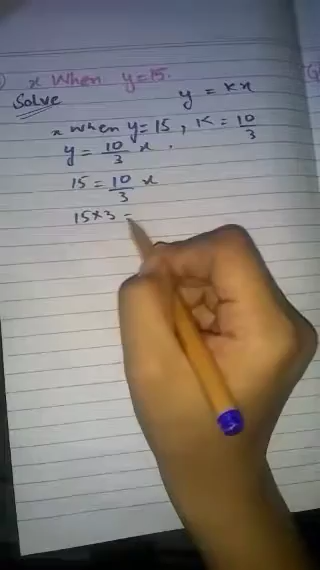 x When y=15.
Solve
y = Kx
x when y=15, K = 10/3
y = 10/3 x.
15 = 10/3 x
15×3 =